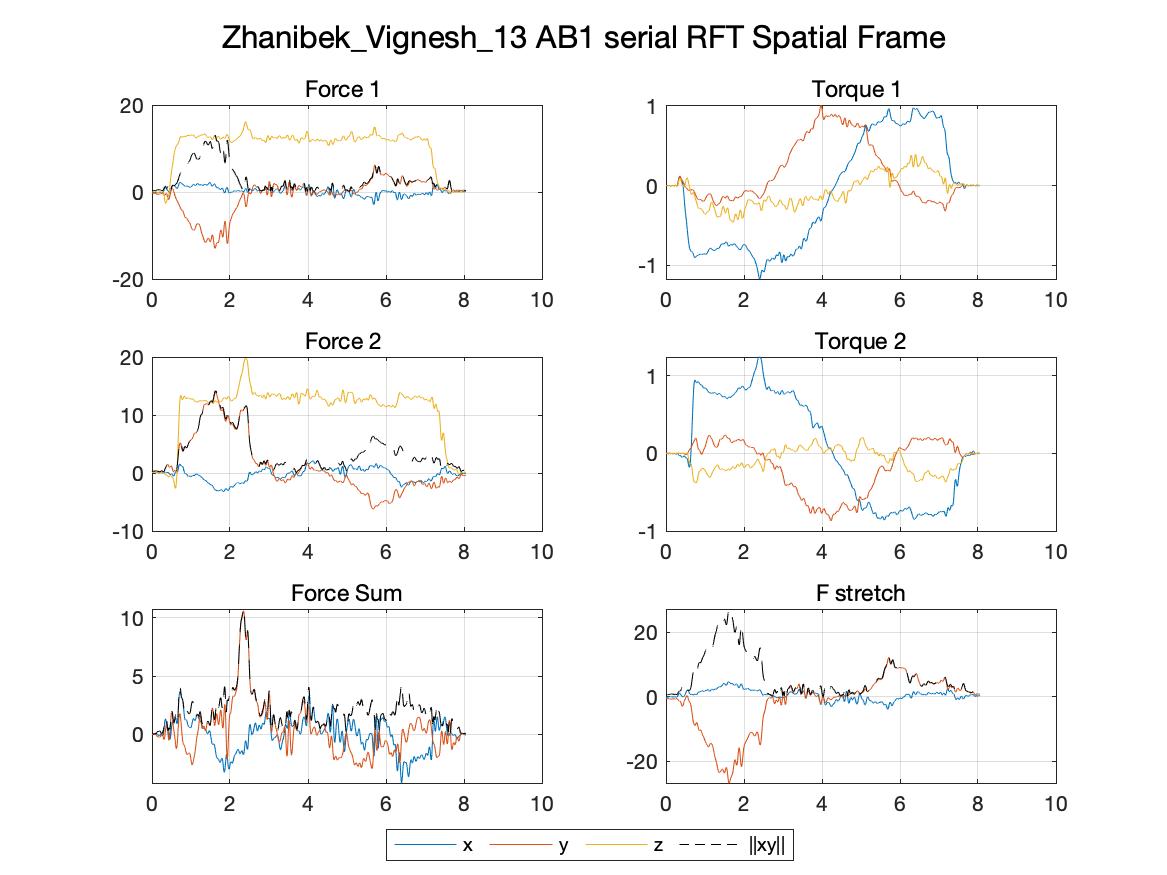 Zhanibek_Vignesh_13 AB1 serial RFT Spatial Frame
Force 1
20
0
-20
0 2 4 6 8 10
Torque 1
1
0
-1
0 2 4 6 8 10
Force 2
20
10
0
-10
0 2 4 6 8 10
Torque 2
1
0
-1
0 2 4 6 8 10
Force Sum
10
5
0
0 2 4 6 8 10
F stretch
20
0
-20
0 2 4 6 8 10
x y z ||xy||